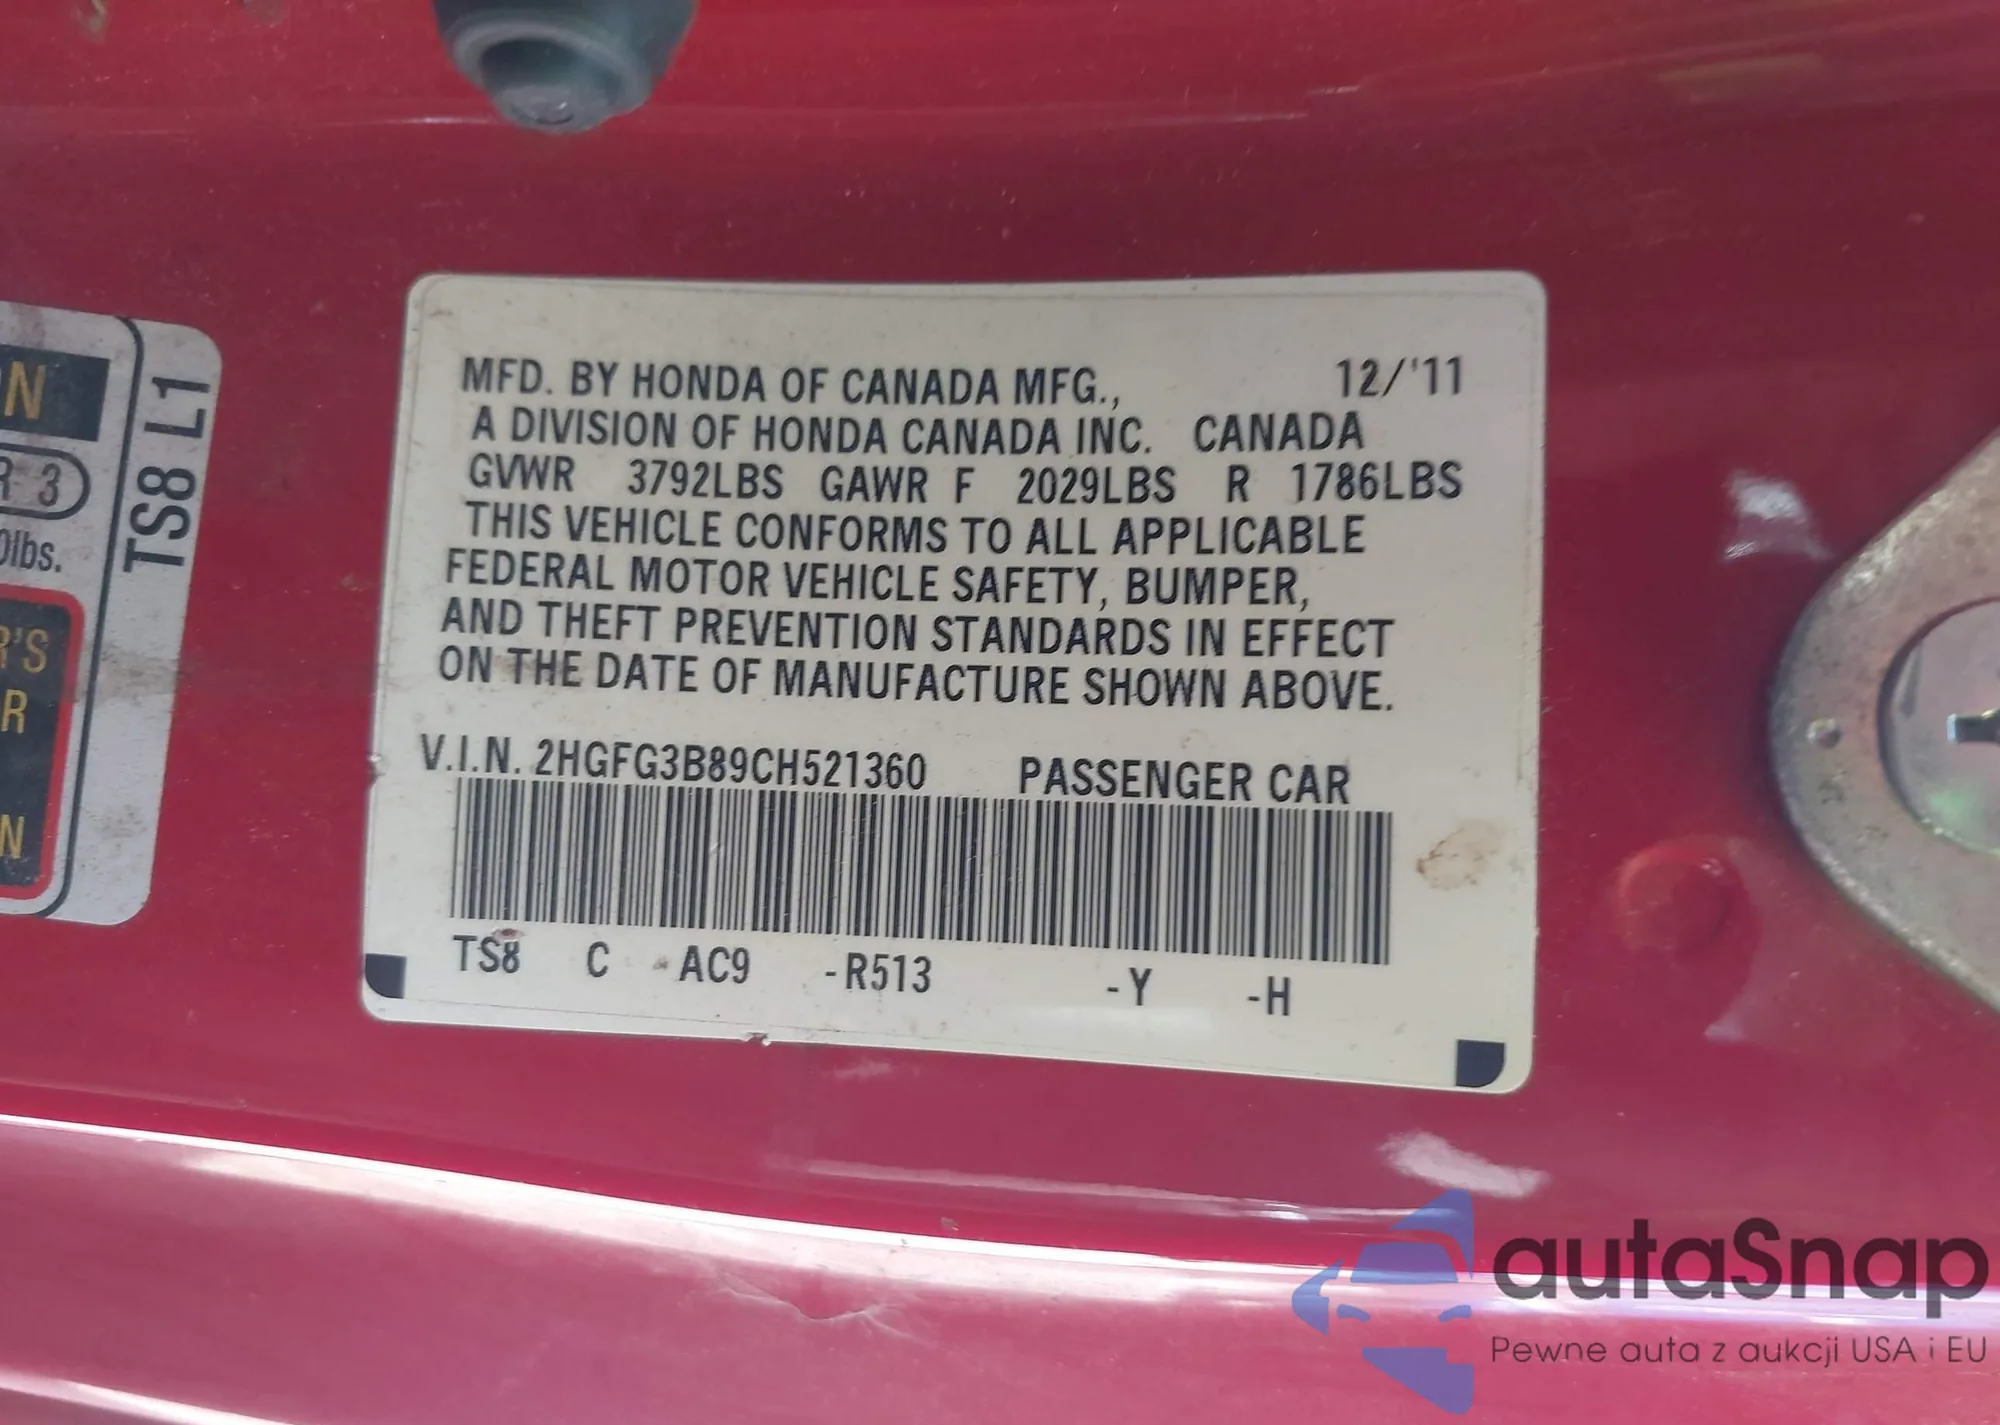 MFD. BY HONDA OF CANADA MFG., 12/'11
A DIVISION OF HONDA CANADA INC. CANADA
GVWR 3792LBS GAWR F 2029LBS R 1786LBS
THIS VEHICLE CONFORMS TO ALL APPLICABLE
FEDERAL MOTOR VEHICLE SAFETY, BUMPER,
AND THEFT PREVENTION STANDARDS IN EFFECT
ON THE DATE OF MANUFACTURE SHOWN ABOVE.
V.I.N. 2HGFG3B89CH521360 PASSENGER CAR
TS8 C - AC9 -R513 -Y -H
TS8 L1
R 3
lbs.
R'S
R
N
autaSnap
Pewne auta z aukcji USA i EU